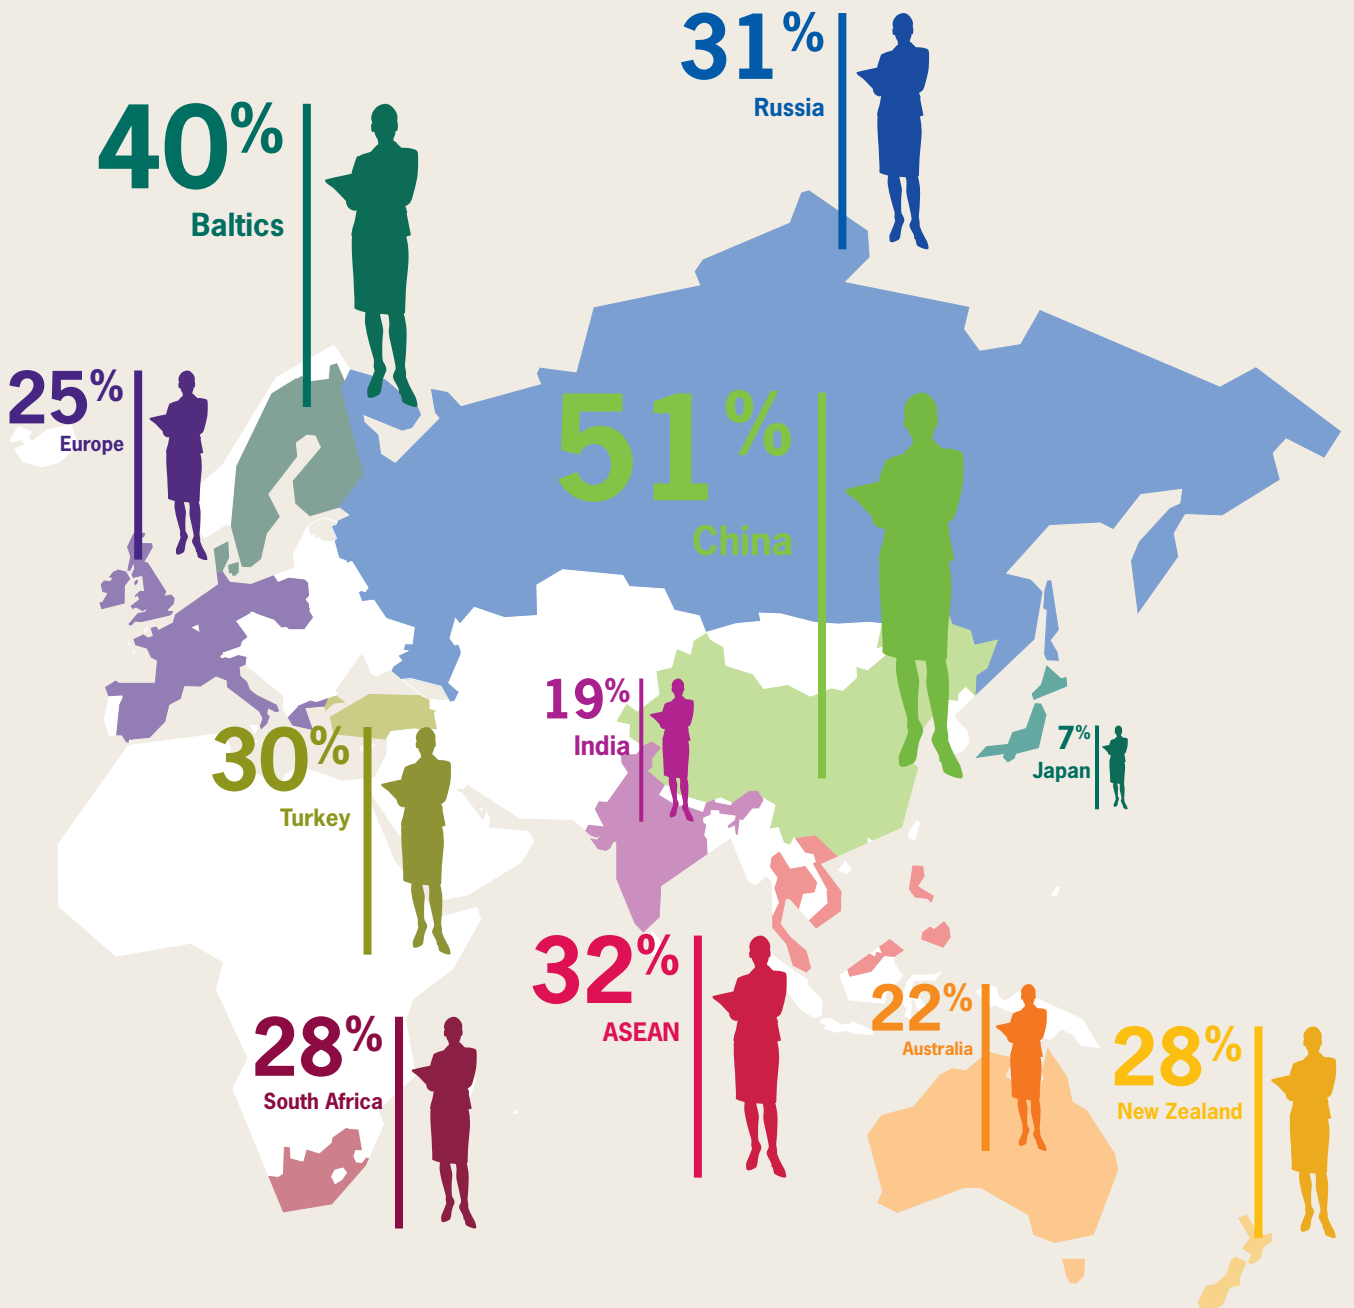 31%
Russia
40%
Baltics
25%
Europe
51%
China
19%
India
7%
Japan
30%
Turkey
32%
ASEAN
22%
Australia
28%
South Africa
28%
New Zealand